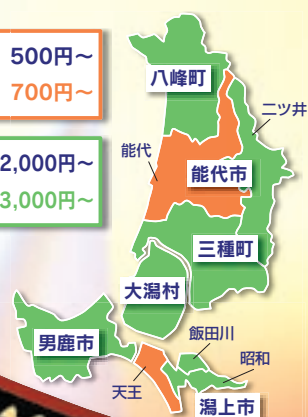 500円~
700円~
2,000円~
3,000円~
八峰町
二ツ井
能代
能代市
三種町
大潟村
男鹿市
飯田川
昭和
天王
潟上市